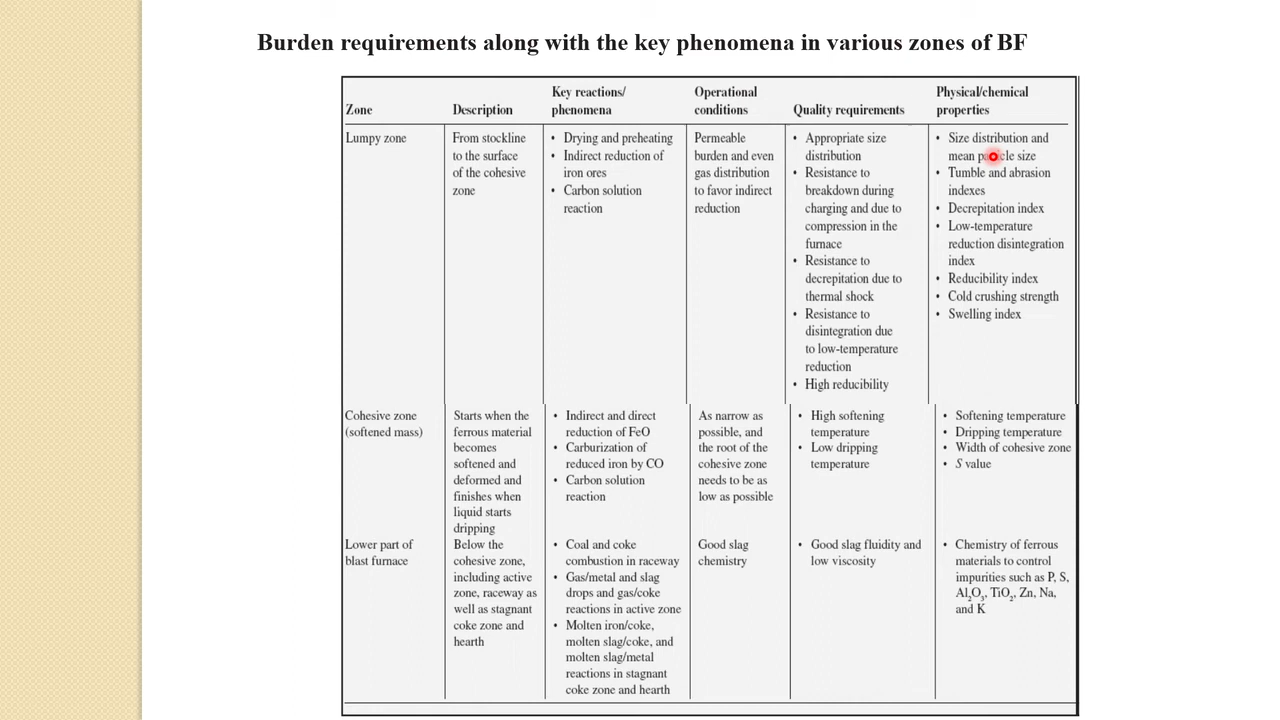 Burden requirements along with the key phenomena in various zones of BF
Zone
Description
Key reactions/
phenomena
Operational
conditions
Quality requirements
Physical/chemical
properties
Lumpy zone
From stockline
to the surface
of the cohesive
zone
• Drying and preheating
• Indirect reduction of
iron ores
• Carbon solution
reaction
Permeable
burden and even
gas distribution
to favor indirect
reduction
• Appropriate size
distribution
• Resistance to
breakdown during
charging and due to
compression in the
furnace
• Resistance to
decrepitation due to
thermal shock
• Resistance to
disintegration due
to low-temperature
reduction
• High reducibility
• Size distribution and
mean particle size
• Tumble and abrasion
indexes
• Decrepitation index
• Low-temperature
reduction disintegration
index
• Reducibility index
• Cold crushing strength
• Swelling index
Cohesive zone
(softened mass)
Starts when the
ferrous material
becomes
softened and
deformed and
finishes when
liquid starts
dripping
• Indirect and direct
reduction of FeO
• Carburization of
reduced iron by CO
• Carbon solution
reaction
As narrow as
possible, and
the root of the
cohesive zone
needs to be as
low as possible
• High softening
temperature
• Low dripping
temperature
• Softening temperature
• Dripping temperature
• Width of cohesive zone
• S value
Lower part of
blast furnace
Below the
cohesive zone,
including active
zone, raceway as
well as stagnant
coke zone and
hearth
• Coal and coke
combustion in raceway
• Gas/metal and slag
drops and gas/coke
reactions in active zone
• Molten iron/coke,
molten slag/coke, and
molten slag/metal
reactions in stagnant
coke zone and hearth
Good slag
chemistry
• Good slag fluidity and
low viscosity
• Chemistry of ferrous
materials to control
impurities such as P, S,
Al₂O₃, TiO₂, Zn, Na,
and K